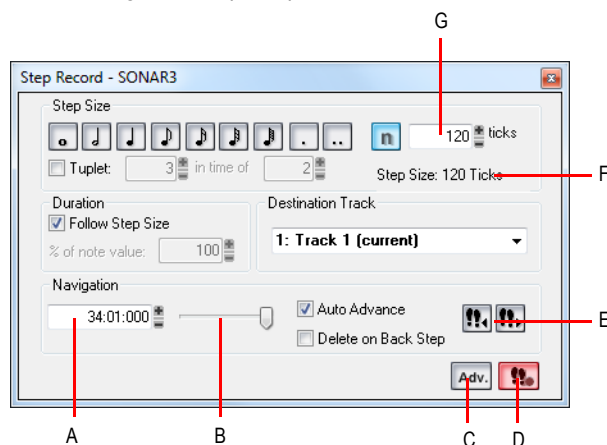 G
Step Record - SONAR3
Step Size
n 120 ticks
Tuplet: 3 in time of 2 Step Size: 120 Ticks F
Duration Destination Track
Follow Step Size
1: Track 1 (current)
% of note value: 100
Navigation
34:01:000 Auto Advance E
Delete on Back Step
Adv.
A B C D